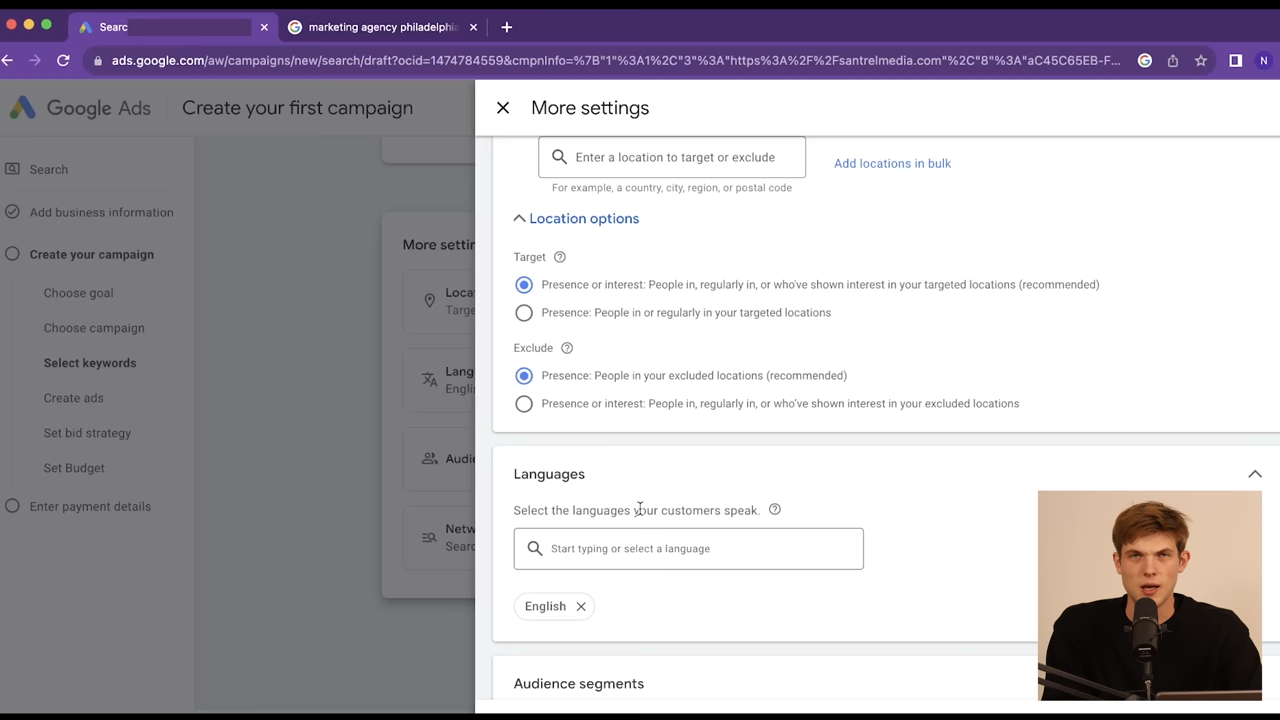 Searc
marketing agency philadelphi
ads.google.com/aw/campaigns/new/search/draft?ocid=1474784559&cmpnInfo=%7B"1"%3A1%2C"3"%3A"https%3A%2F%2Fsantrelmedia.com"%2C"8"%3A"aC45C65EB-F...
N
Google Ads
Create your first campaign
More settings
Search
Add business information
Create your campaign
Choose goal
Choose campaign
Select keywords
Create ads
Set bid strategy
Set Budget
Enter payment details
More settin
Loca
Targe
Lang
Englis
Audie
Netw
Searc
Enter a location to target or exclude
Add locations in bulk
For example, a country, city, region, or postal code
Location options
Target
Presence or interest: People in, regularly in, or who've shown interest in your targeted locations (recommended)
Presence: People in or regularly in your targeted locations
Exclude
Presence: People in your excluded locations (recommended)
Presence or interest: People in, regularly in, or who've shown interest in your excluded locations
Languages
Select the languages your customers speak.
Start typing or select a language
English
Audience segments